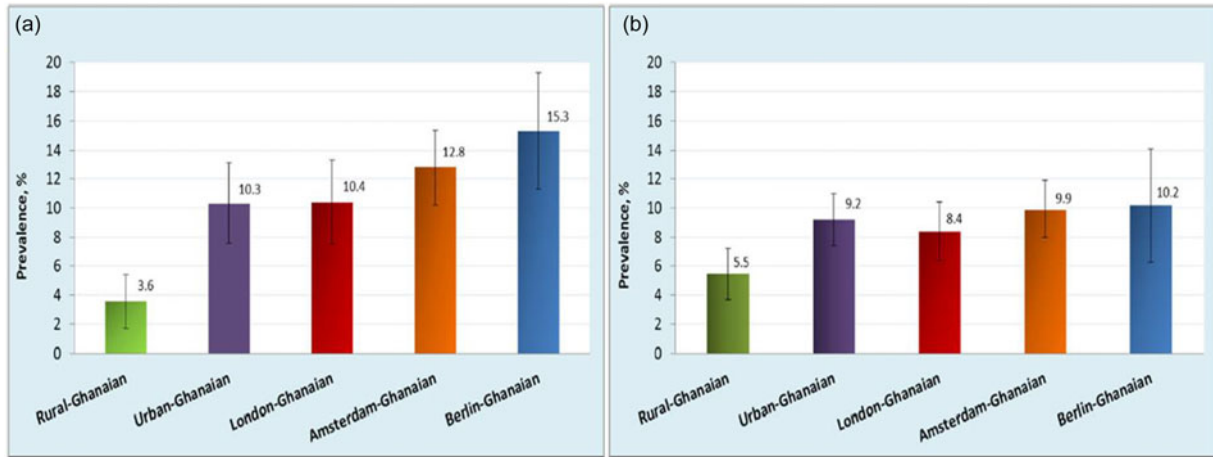 (a)
Prevalence, %
20
18
16
14
12
10
8
6
4
2
0
3.6
10.3
10.4
12.8
15.3
Rural-Ghanaian
Urban-Ghanaian
London-Ghanaian
Amsterdam-Ghanaian
Berlin-Ghanaian
(b)
Prevalence, %
20
18
16
14
12
10
8
6
4
2
0
5.5
9.2
8.4
9.9
10.2
Rural-Ghanaian
Urban-Ghanaian
London-Ghanaian
Amsterdam-Ghanaian
Berlin-Ghanaian